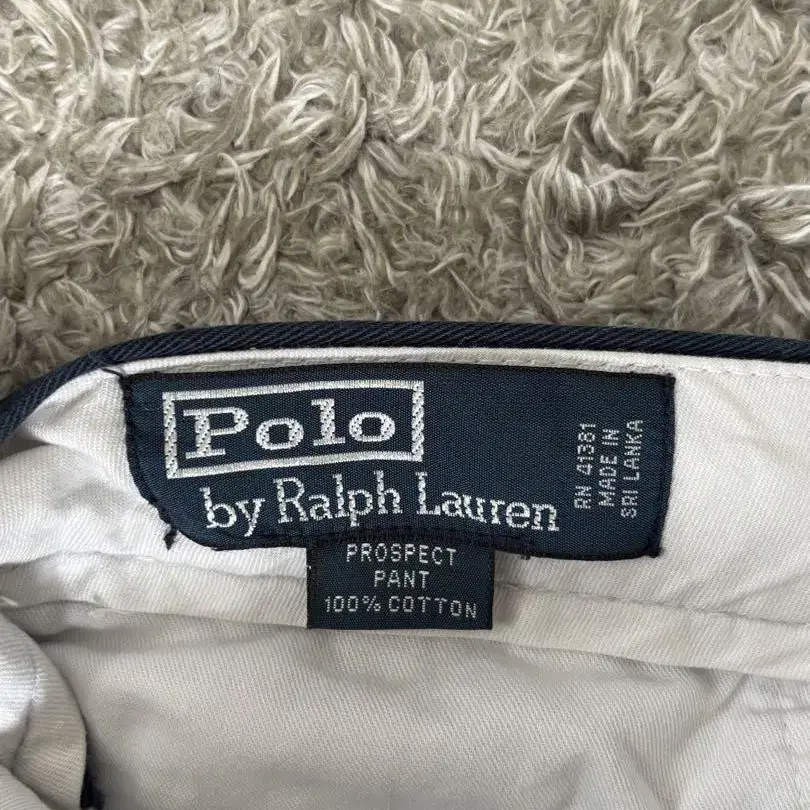 Polo
by Ralph Lauren
RN 41381
MADE IN
SRI LANKA
PROSPECT
PANT
100% COTTON